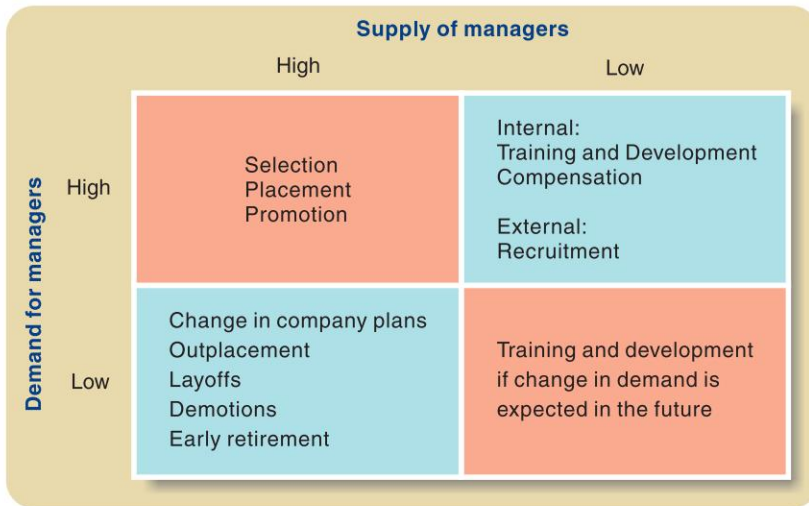 Supply of managers
High
Low
Demand for managers
High
Selection
Placement
Promotion
Internal:
Training and Development
Compensation
External:
Recruitment
Low
Change in company plans
Outplacement
Layoffs
Demotions
Early retirement
Training and development
if change in demand is
expected in the future